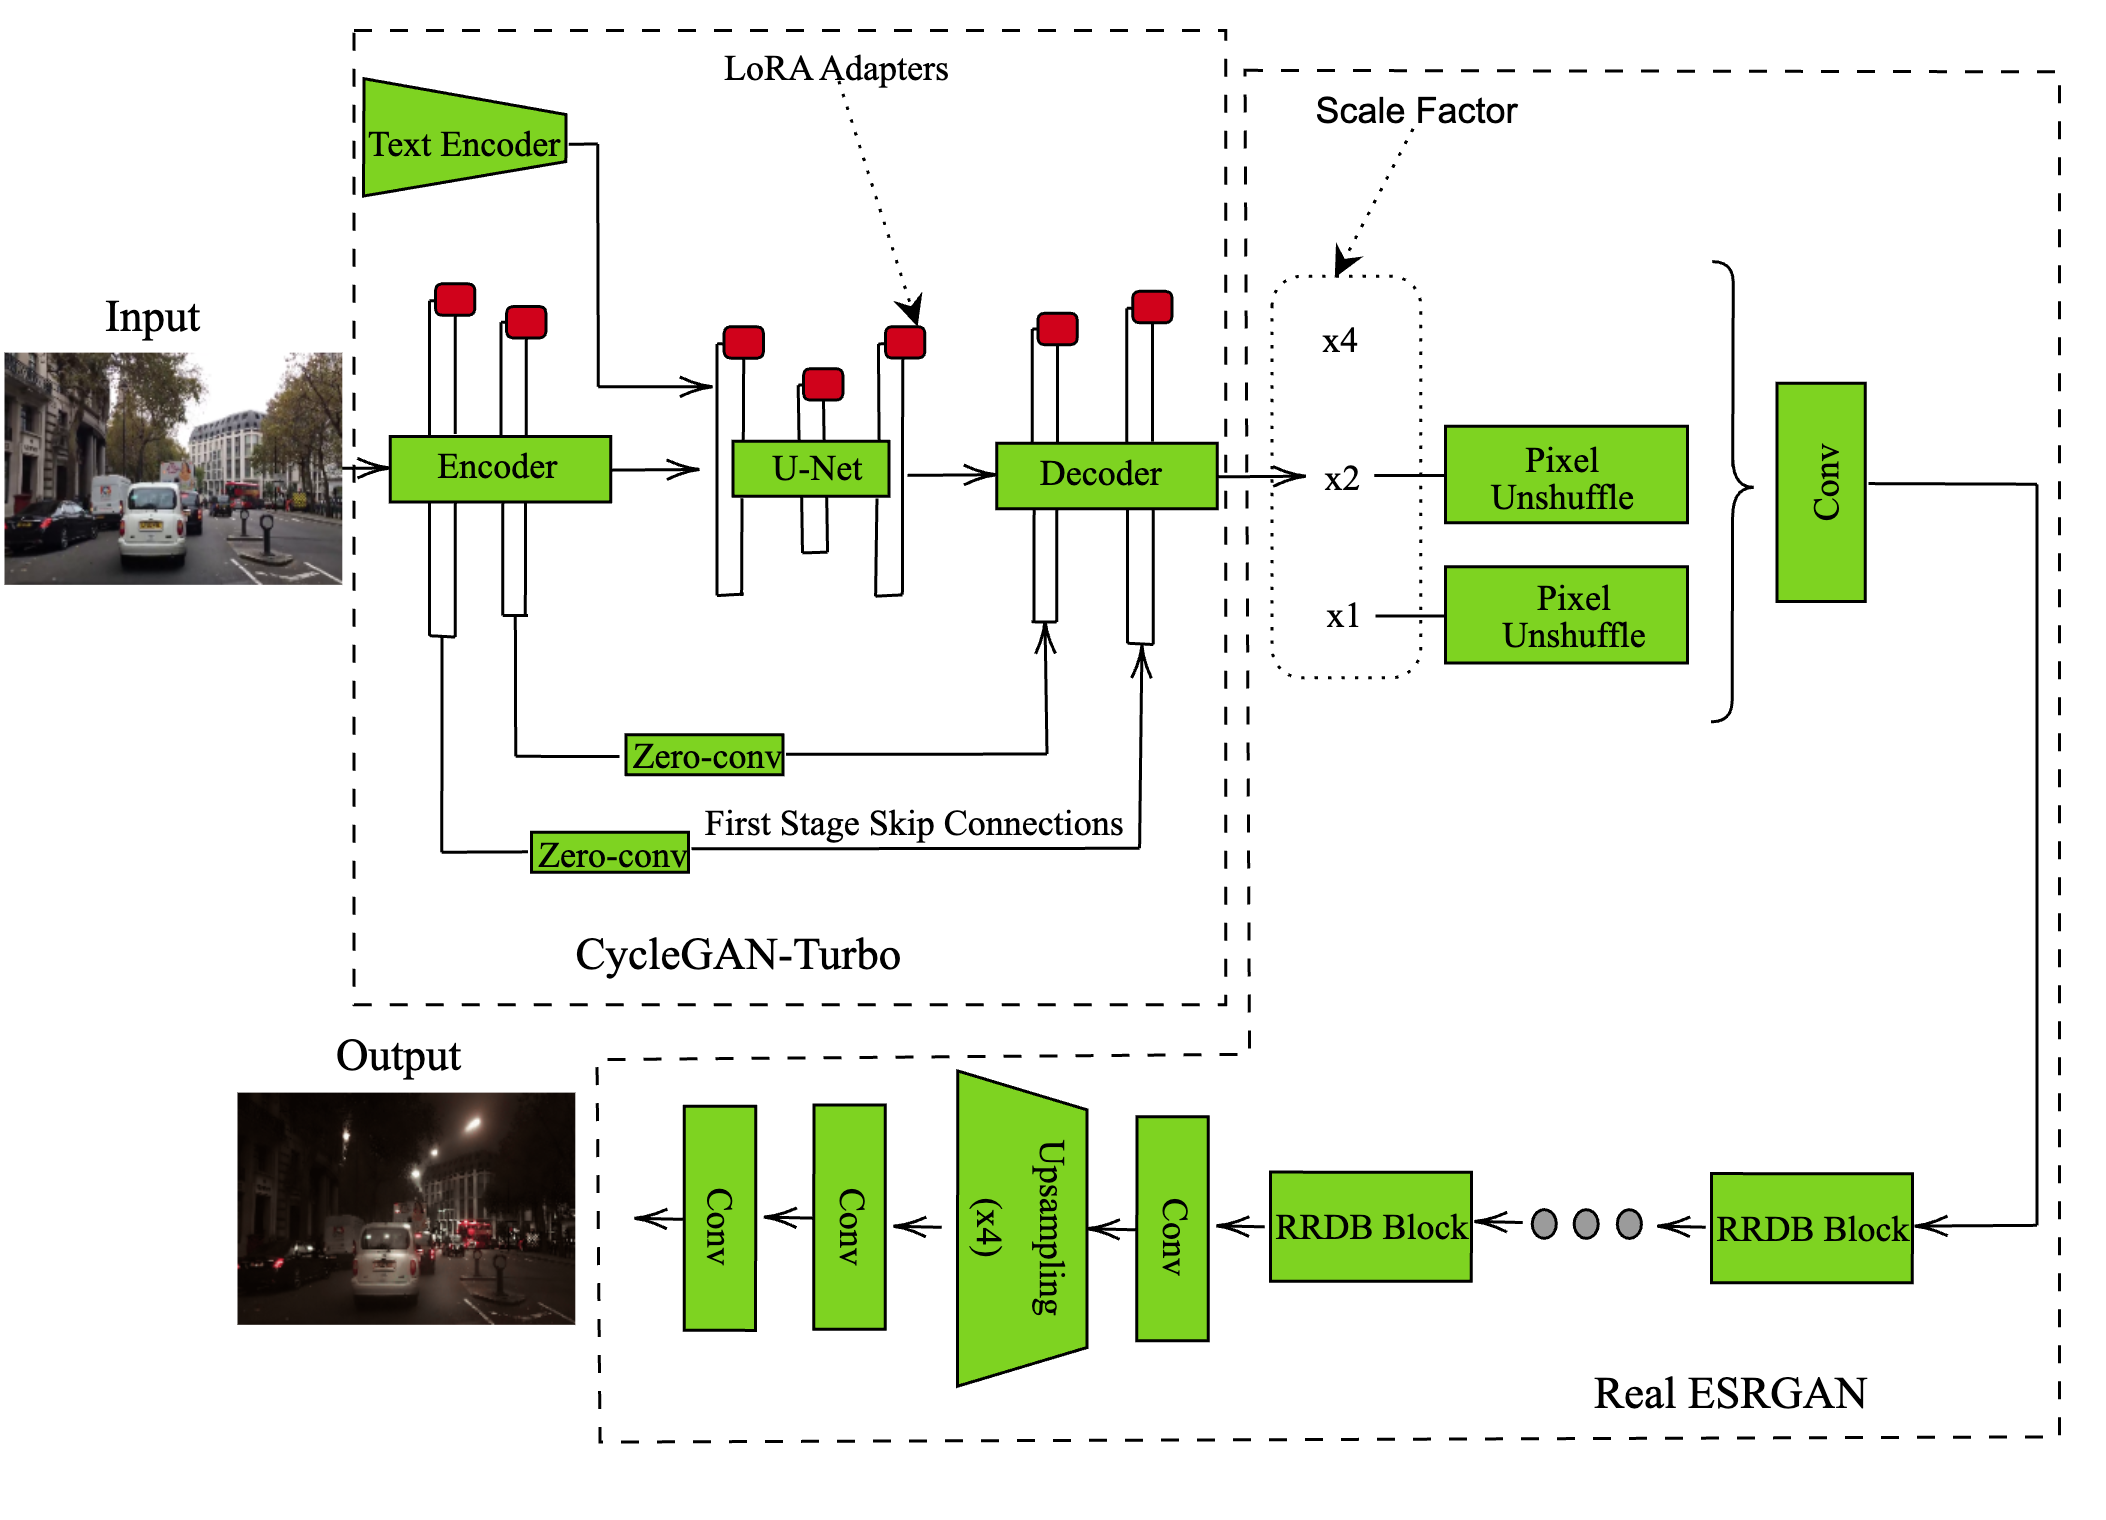 LoRA Adapters
Scale Factor
Text Encoder
Input
x4
Encoder
U-Net
Decoder
x2
Pixel
Unshuffle
Conv
x1
Pixel
Unshuffle
Zero-conv
First Stage Skip Connections
Zero-conv
CycleGAN-Turbo
Output
Conv
Conv
Upsampling
(x4)
Conv
RRDB Block
RRDB Block
Real ESRGAN